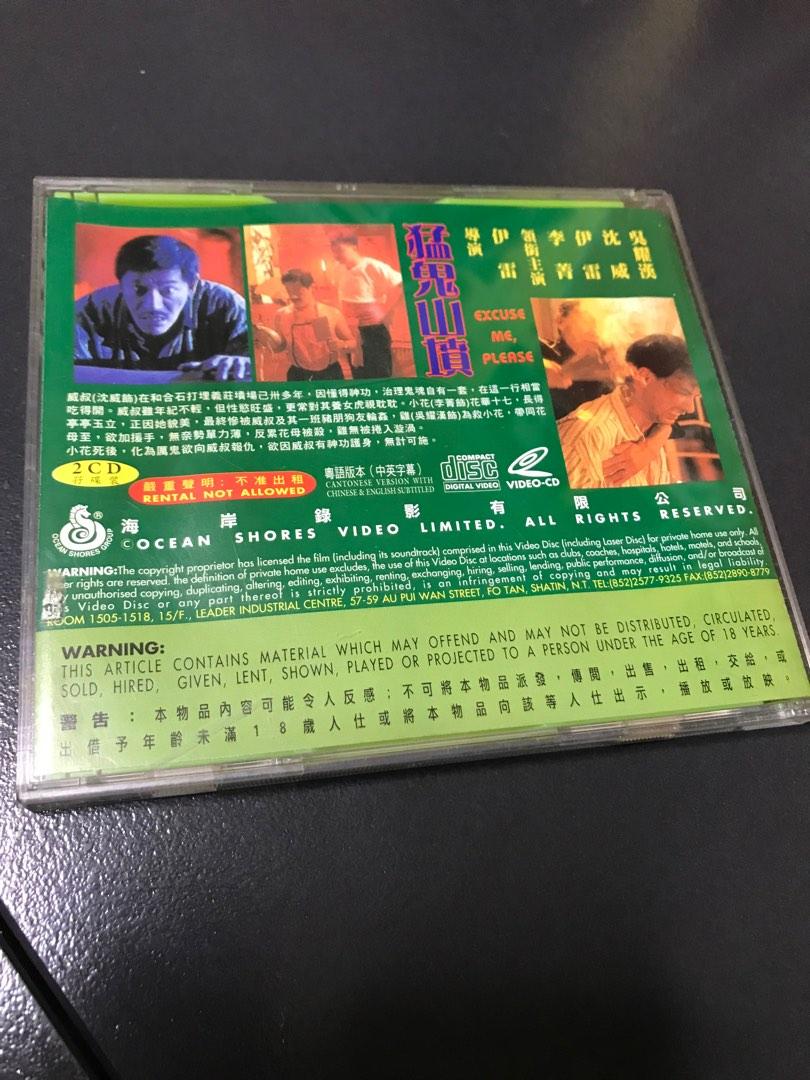 吳耀漢
沈威
伊雷
李菁
領衛主演
伊雷
導演
猛鬼山墳
EXCUSE
ME,
PLEASE
威叔(沈威飾)在和合石打埋義莊墳場已卅多年，因懂得神功，治理鬼魂自有一套，在這一行相當
吃得開。威叔雖年紀不輕，但性慾旺盛，更常對其養女虎視耽耽。小花(李菁飾)花華十七，長得
亭亭玉立，正因她貌美，最終慘被威叔及其一班豬朋狗友輪姦，雞(吳耀漢飾)為救小花，帶同花
母至，欲加援手，無奈勢單力薄，反累花母被殺，雞無被捲入漩渦。
小花死後，化為厲鬼欲向威叔報仇，欲因威叔有神功護身，無計可施。
2CD
孖碟裝
嚴重聲明：不准出租
RENTAL NOT ALLOWED
粵語版本（中英字幕）
CANTONESE VERSION WITH
CHINESE & ENGLISH SUBTITLED
COMPACT
disc
DIGITAL VIDEO
VIDEO-CD
OCEAN SHORES GROUP
®
海岸錄影有限公司
©OCEAN SHORES VIDEO LIMITED. ALL RIGHTS RESERVED.
WARNING:The copyright proprietor has licensed the film (including its soundtrack) comprised in this Video Disc (including Laser Disc) for private home use only. All
other rights are reserved. the definition of private home use excludes, the use of this Video Disc at locations such as clubs, coaches, hospitals, hotels, motels, and schools,
any unauthorised copying, duplicating, altering, editing, exhibiting, renting, exchanging, hiring, selling, lending, public performance, diffusion, and/or broadcast of
this Video Disc or any part thereof is strictly prohibited, is an infringement of copying and may result in legal liability.
ROOM 1505-1518, 15/F., LEADER INDUSTRIAL CENTRE, 57-59 AU PUI WAN STREET, FO TAN, SHATIN, N.T. TEL:(852)2577-9325 FAX:(852)2890-8779
WARNING:
THIS ARTICLE CONTAINS MATERIAL WHICH MAY OFFEND AND MAY NOT BE DISTRIBUTED, CIRCULATED,
SOLD, HIRED, GIVEN, LENT, SHOWN, PLAYED OR PROJECTED TO A PERSON UNDER THE AGE OF 18 YEARS.
警告：本物品內容可能令人反感；不可將本物品派發，傳閱，出售，出租，交給，或
出借予年齡未滿18歲人仕或將本物品向該等人仕出示，播放或放映。